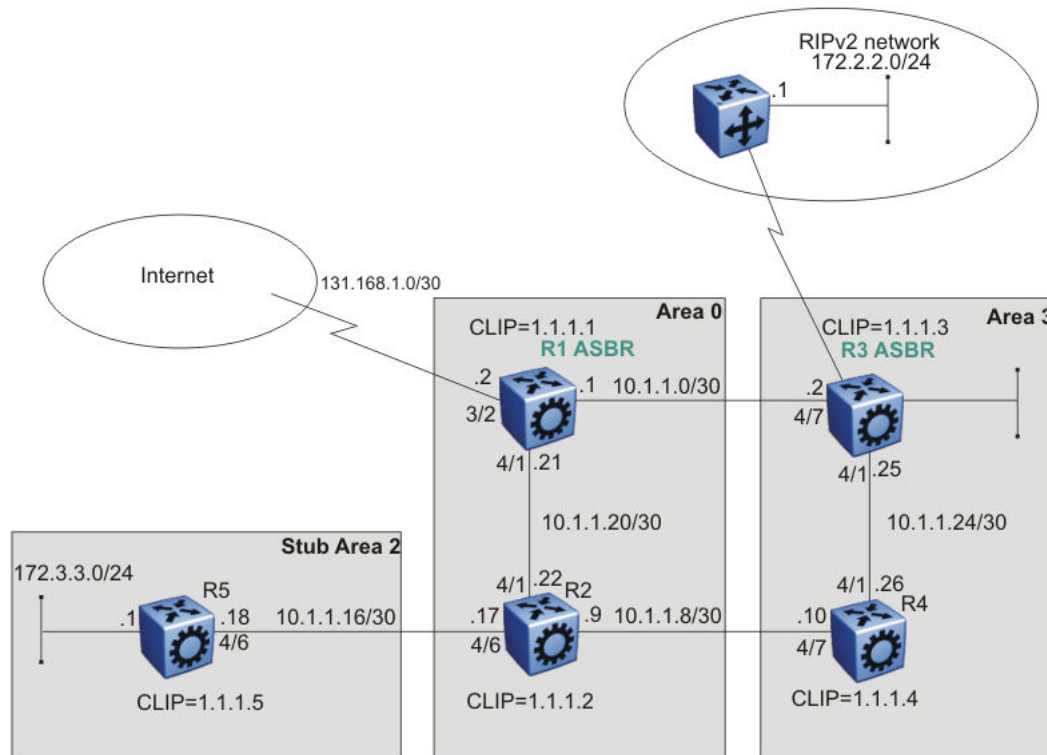 RIPv2 network
172.2.2.0/24
.1
Internet
131.168.1.0/30
Area 0
CLIP=1.1.1.1
R1 ASBR
.2
3/2
.1
10.1.1.0/30
4/1
.21
10.1.1.20/30
Area 3
CLIP=1.1.1.3
R3 ASBR
.2
4/7
4/1
.25
10.1.1.24/30
Stub Area 2
172.3.3.0/24
R5
.1
.18
4/6
10.1.1.16/30
CLIP=1.1.1.5
4/1
.22
R2
.17
4/6
.9
10.1.1.8/30
CLIP=1.1.1.2
4/1
.26
R4
.10
4/7
CLIP=1.1.1.4